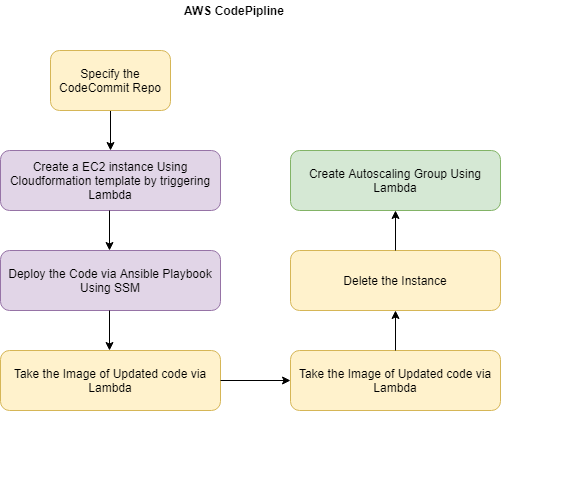 AWS CodePipline
Specify the
CodeCommit Repo
Create a EC2 instance Using
Cloudformation template by triggering
Lambda
Deploy the Code via Ansible Playbook
Using SSM
Take the Image of Updated code via
Lambda
Take the Image of Updated code via
Lambda
Delete the Instance
Create Autoscaling Group Using
Lambda